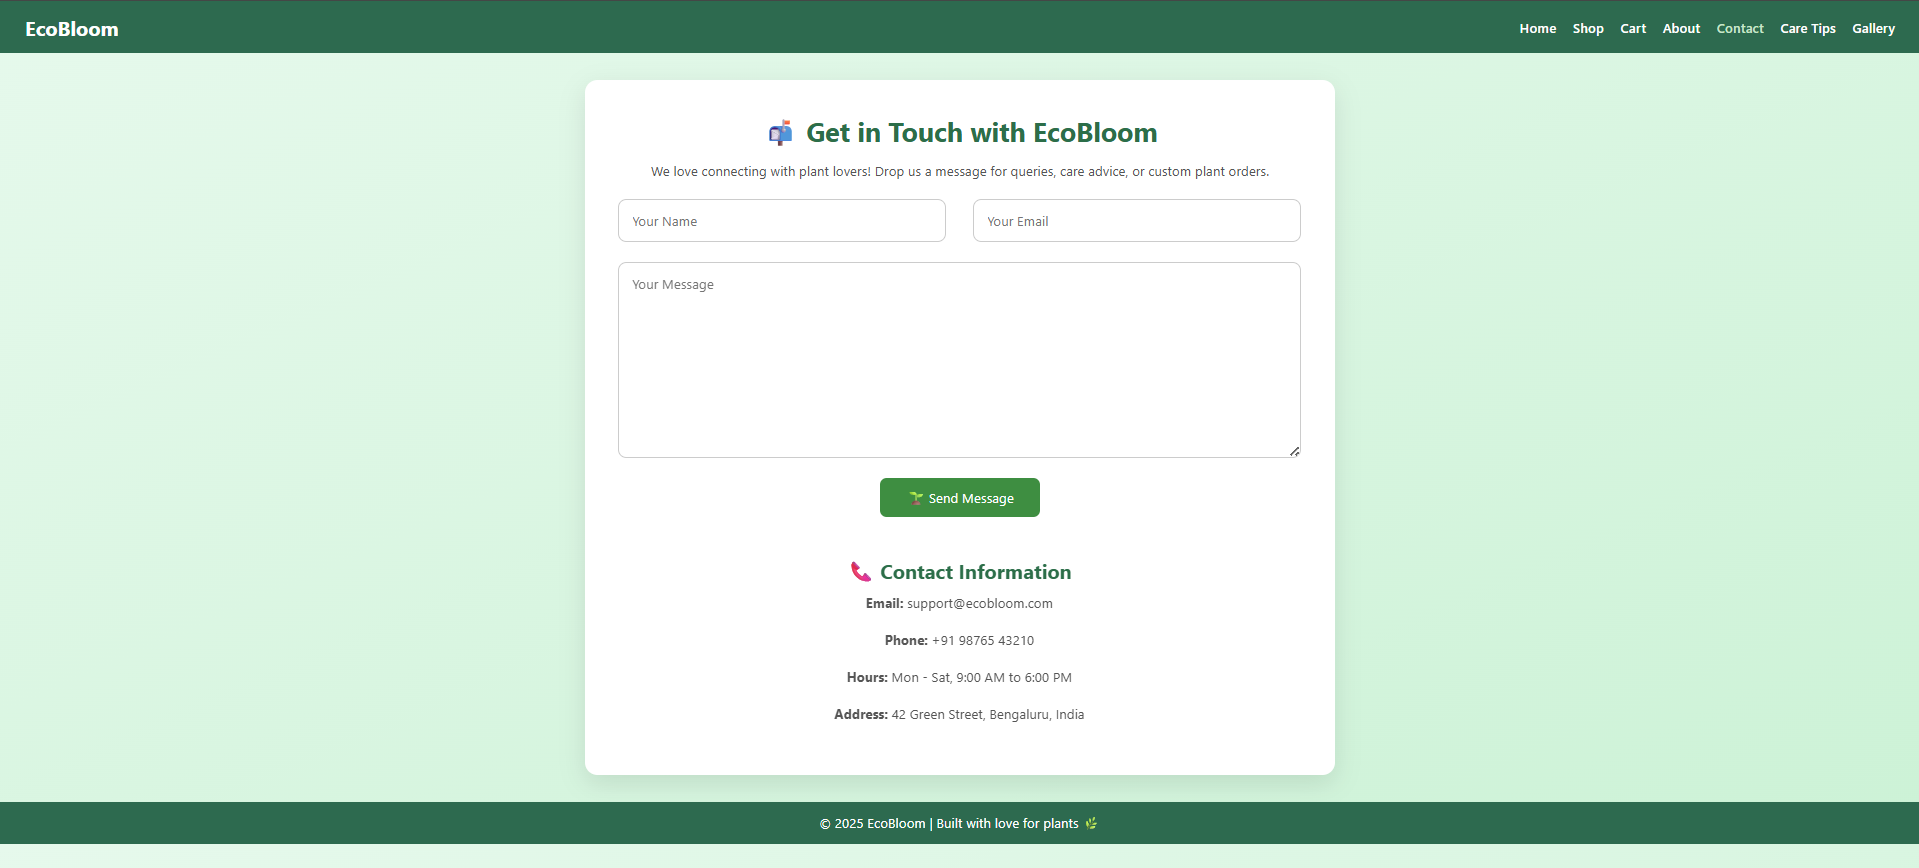 EcoBloom
Home Shop Cart About Contact Care Tips Gallery
📬 Get in Touch with EcoBloom
We love connecting with plant lovers! Drop us a message for queries, care advice, or custom plant orders.
Your Name
Your Email
Your Message
🌱 Send Message
📞 Contact Information
Email: support@ecobloom.com
Phone: +91 98765 43210
Hours: Mon - Sat, 9:00 AM to 6:00 PM
Address: 42 Green Street, Bengaluru, India
© 2025 EcoBloom | Built with love for plants 🌿